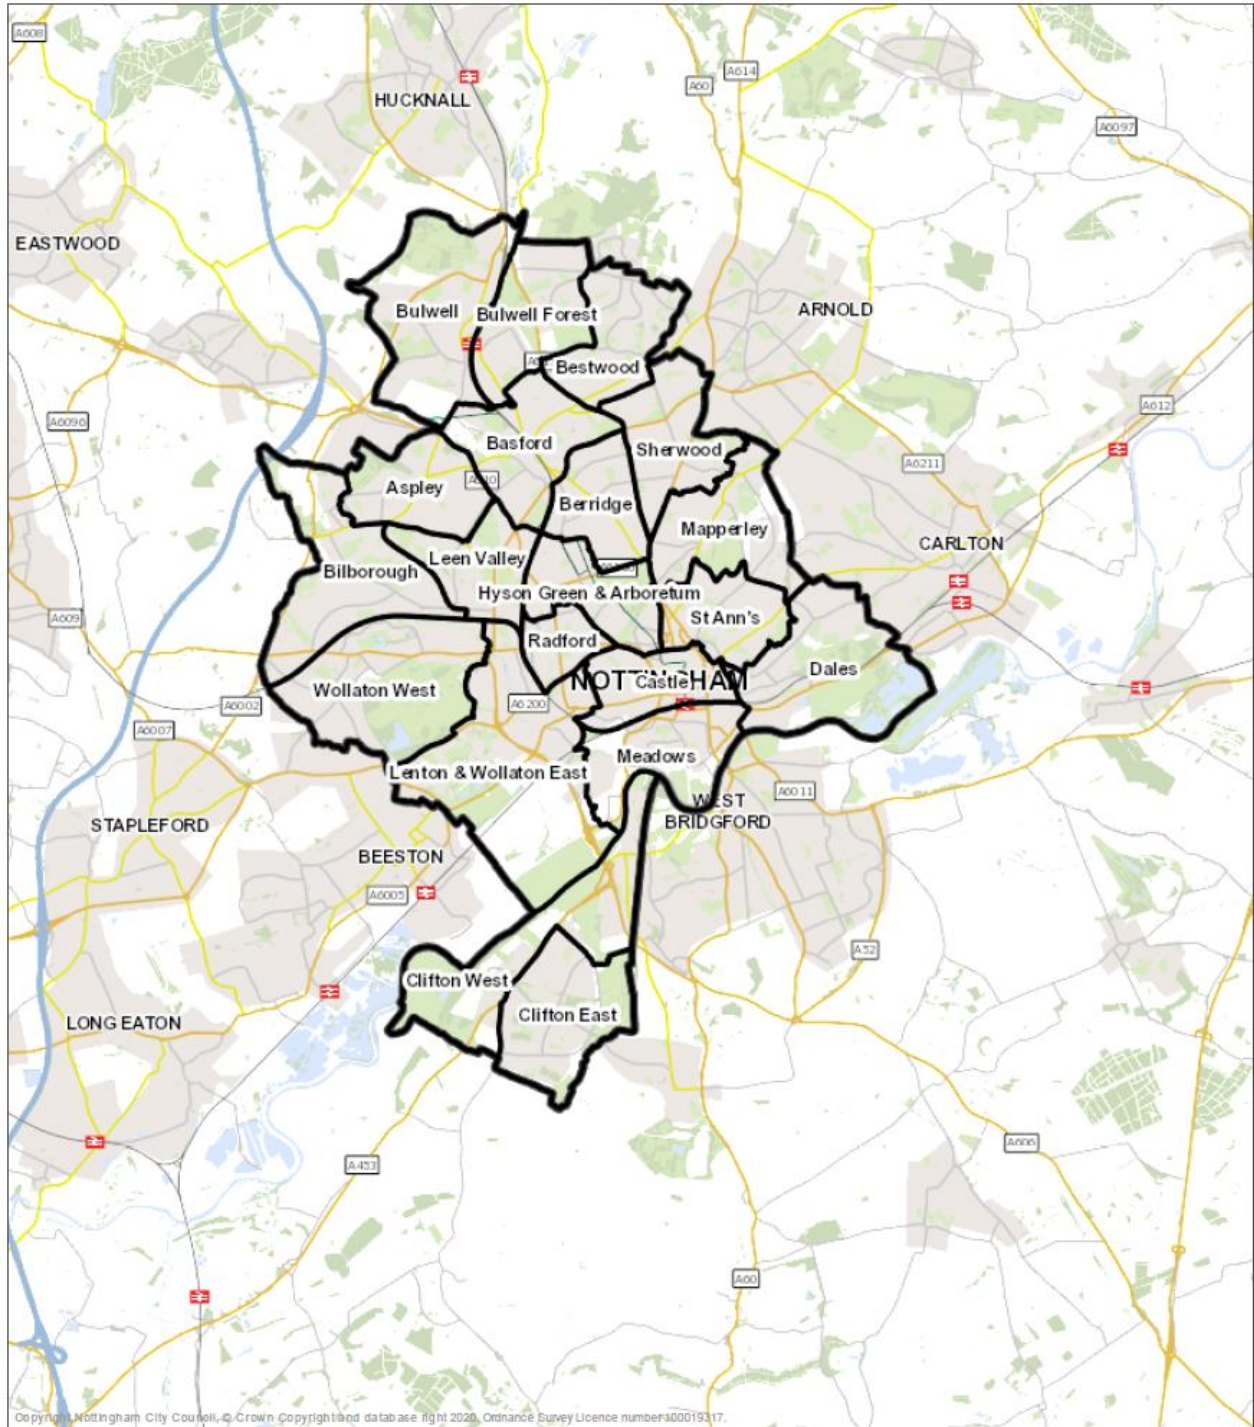 A608
A614
A60
HUCKNALL
A6097
EASTWOOD
Bulwell
Bulwell Forest
ARNOLD
Bestwood
A6096
A612
Basford
Sherwood
A6211
Aspley
Berridge
Mapperley
CARLTON
Leen Valley
Bilborough
Hyson Green & Arboretum
A609
St Ann's
Radford
Dales
NOTTINGHAM
Castle
Wollaton West
A6002
A6200
A6007
Meadows
Lenton & Wollaton East
A6011
WEST
BRIDGFORD
STAPLEFORD
BEESTON
A6005
A52
Clifton West
Clifton East
LONG EATON
A606
A453
A60
Copyright Nottingham City Council, © Crown Copyright and database right 2020. Ordnance Survey Licence number 100019317.